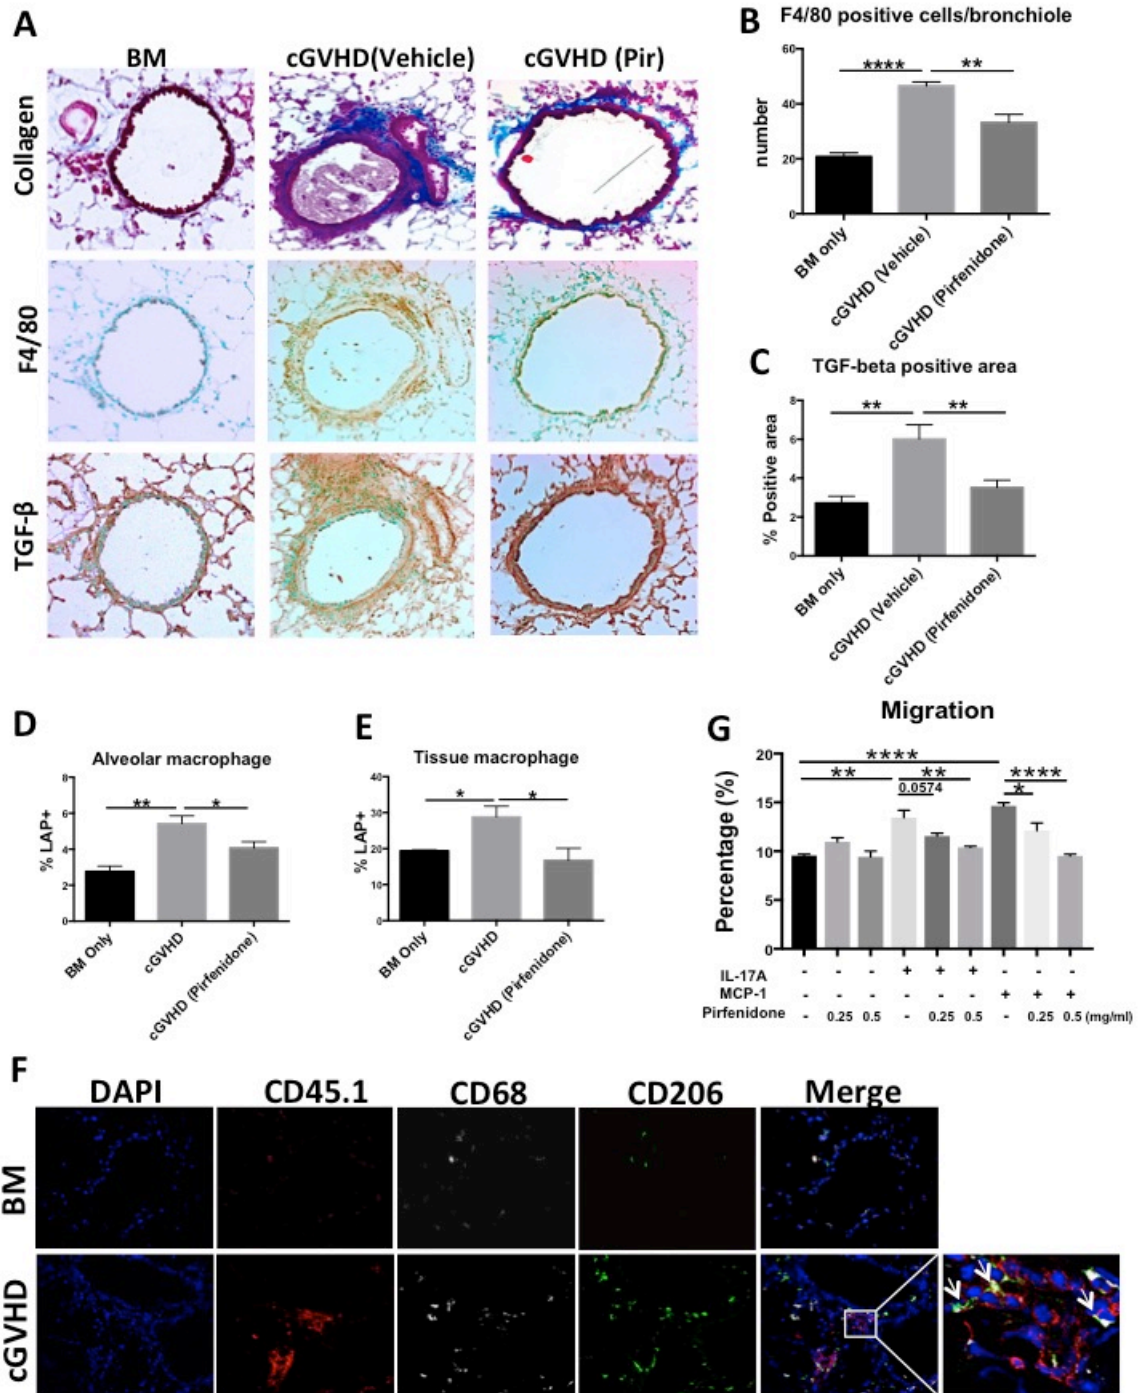 A
BM
cGVHD(Vehicle)
cGVHD (Pir)
Collagen
F4/80
TGF-β
B
F4/80 positive cells/bronchiole
number
60
40
20
0
****
**
BM only
cGVHD (Vehicle)
cGVHD (Pirfenidone)
C
TGF-beta positive area
% Positive area
8
6
4
2
0
**
**
BM only
cGVHD (Vehicle)
cGVHD (Pirfenidone)
D
Alveolar macrophage
% LAP+
8
6
4
2
0
**
*
BM Only
cGVHD
cGVHD (Pirfenidone)
E
Tissue macrophage
% LAP+
40
30
20
10
0
*
*
BM Only
cGVHD
cGVHD (Pirfenidone)
G
Migration
Percentage (%)
20
15
10
5
0
****
**
**
****
0.0574
*
IL-17A - - - + + + - - -
MCP-1 - - - - - - + + +
Pirfenidone - 0.25 0.5 - 0.25 0.5 - 0.25 0.5 (mg/ml)
F
DAPI
CD45.1
CD68
CD206
Merge
BM
cGVHD